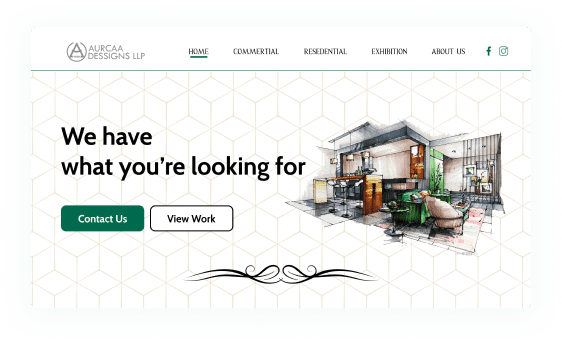 AURCAA
DESSIGNS LLP
HOME COMMERTIAL RESEDENTIAL EXHIBITION ABOUT US
We have
what you're looking for
Contact Us View Work